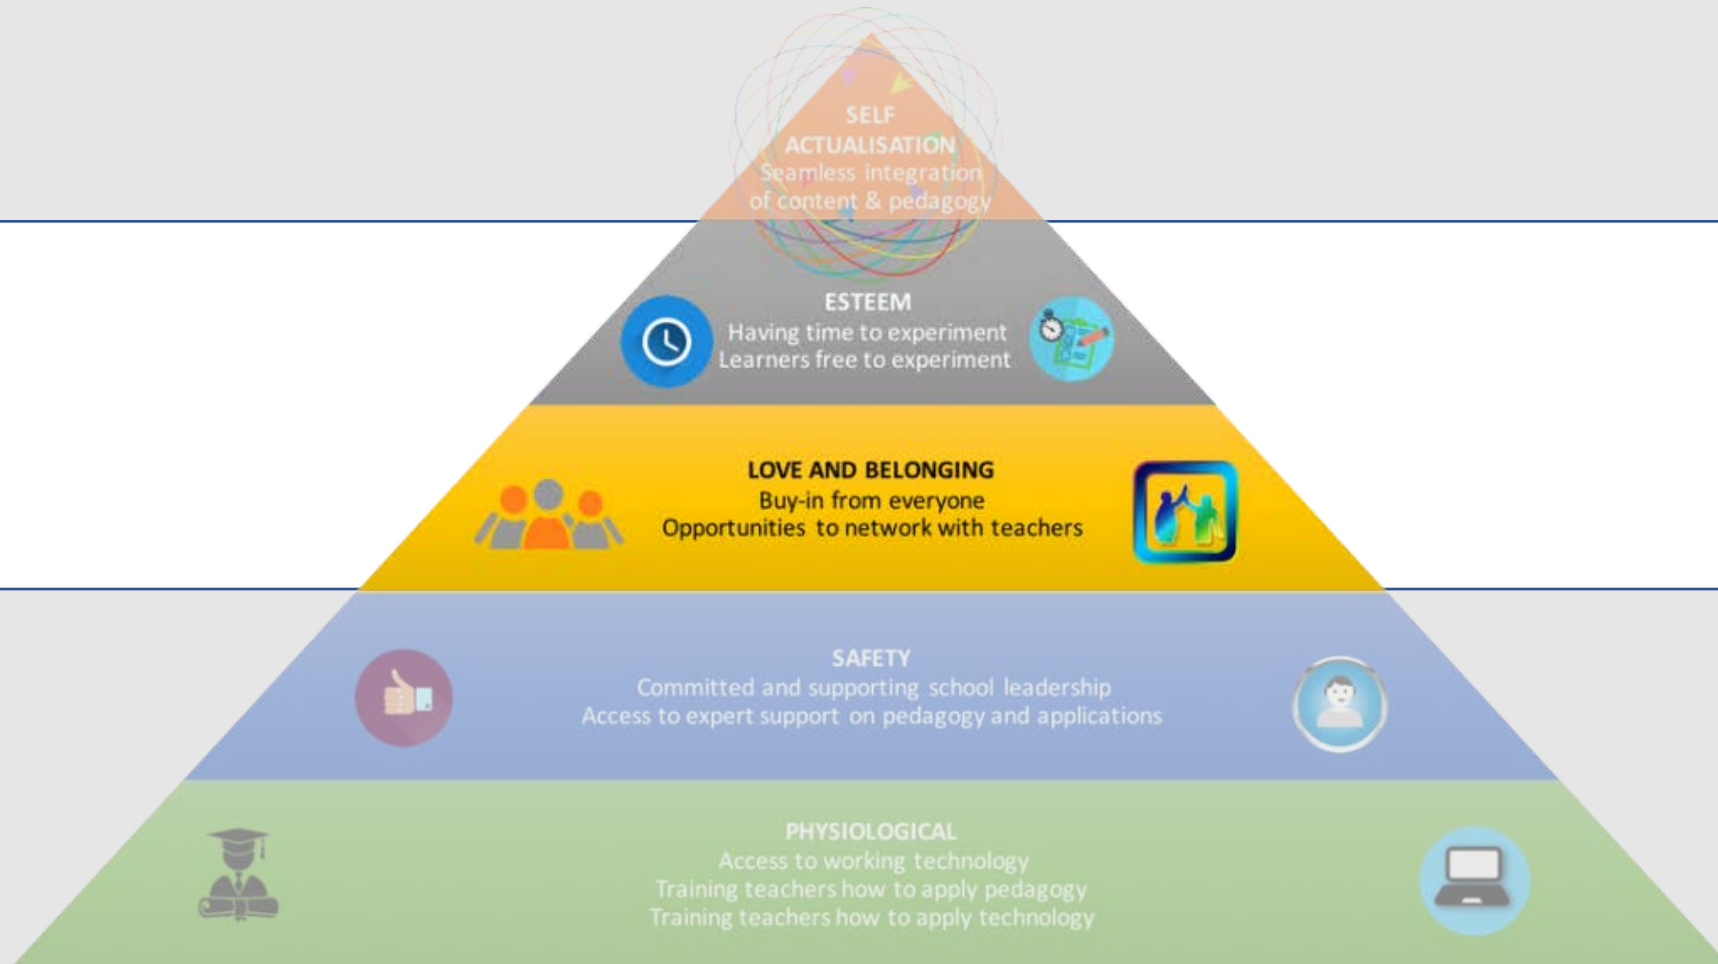 SELF
ACTUALISATION
Seamless integration
of content & pedagogy
ESTEEM
Having time to experiment
Learners free to experiment
LOVE AND BELONGING
Buy-in from everyone
Opportunities to network with teachers
SAFETY
Committed and supporting school leadership
Access to expert support on pedagogy and applications
PHYSIOLOGICAL
Access to working technology
Training teachers how to apply pedagogy
Training teachers how to apply technology